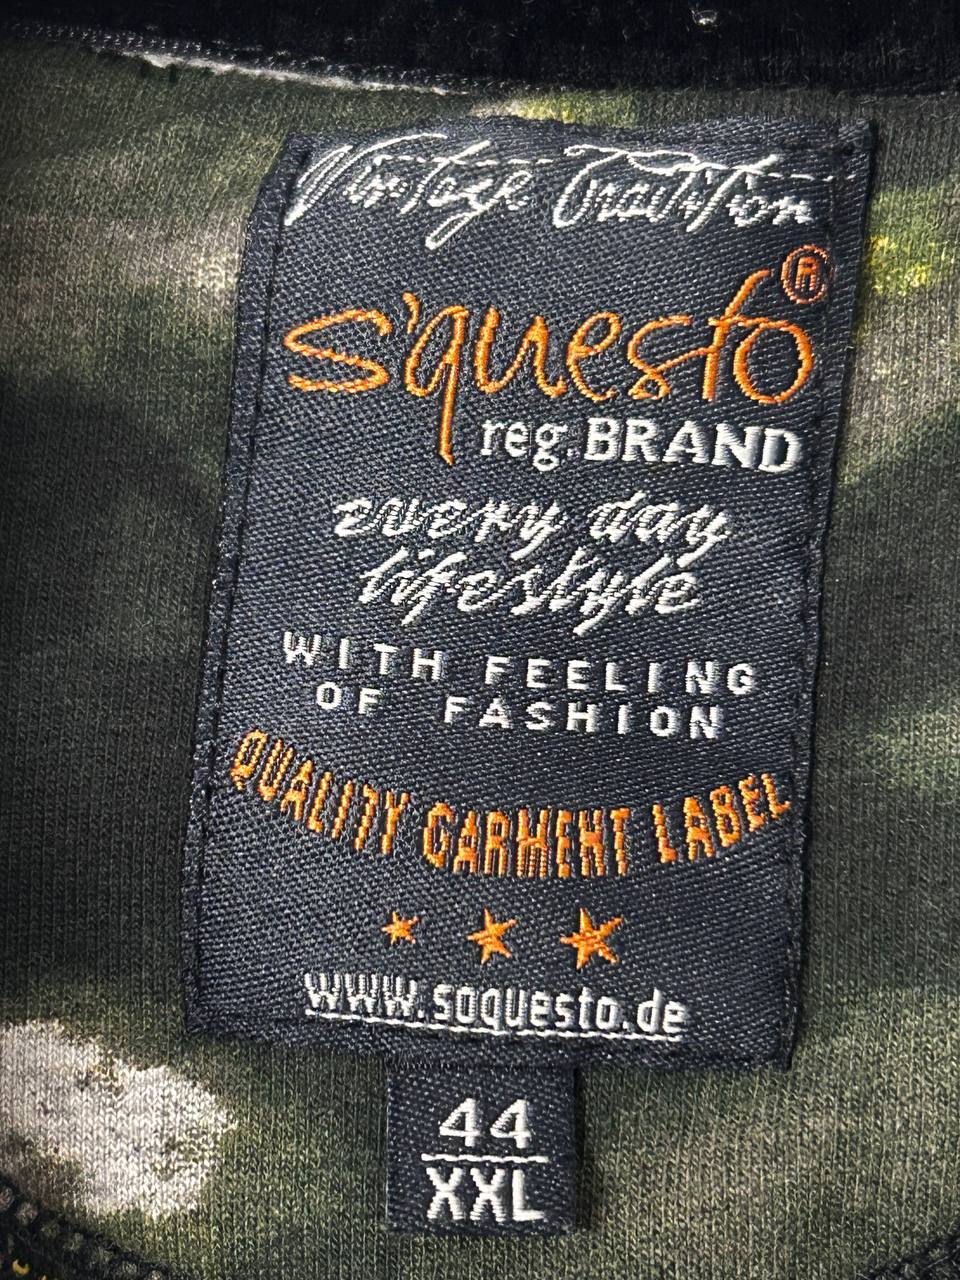 Vintage Tradition
s'questo®
reg. BRAND
every day
lifestyle
WITH FEELING
OF FASHION
QUALITY GARMENT LABEL
www.soquesto.de
44
XXL